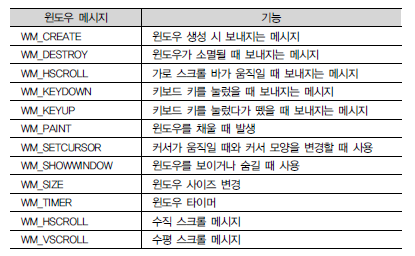 윈도우 메시지 기능
WM_CREATE 윈도우 생성 시 보내지는 메시지
WM_DESTROY 윈도우가 소멸될 때 보내지는 메시지
WM_HSCROLL 가로 스크롤 바가 움직일 때 보내지는 메시지
WM_KEYDOWN 키보드 키를 눌렀을 때 보내지는 메시지
WM_KEYUP 키보드 키를 눌렀다가 뗐을 때 보내지는 메시지
WM_PAINT 윈도우를 채울 때 발생
WM_SETCURSOR 커서가 움직일 때와 커서 모양을 변경할 때 사용
WM_SHOWWINDOW 윈도우를 보이거나 숨길 때 사용
WM_SIZE 윈도우 사이즈 변경
WM_TIMER 윈도우 타이머
WM_HSCROLL 수직 스크롤 메시지
WM_VSCROLL 수평 스크롤 메시지